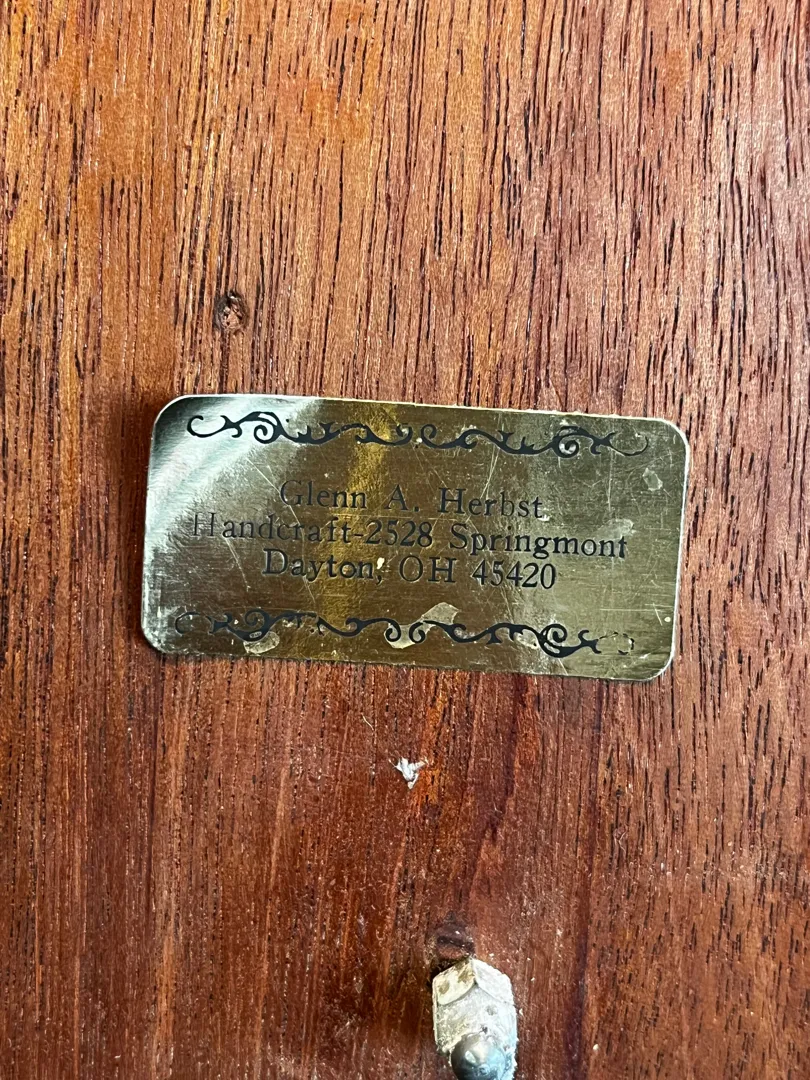 Glenn A. Herbst
Handcraft-2528 Springmont
Dayton, OH 45420